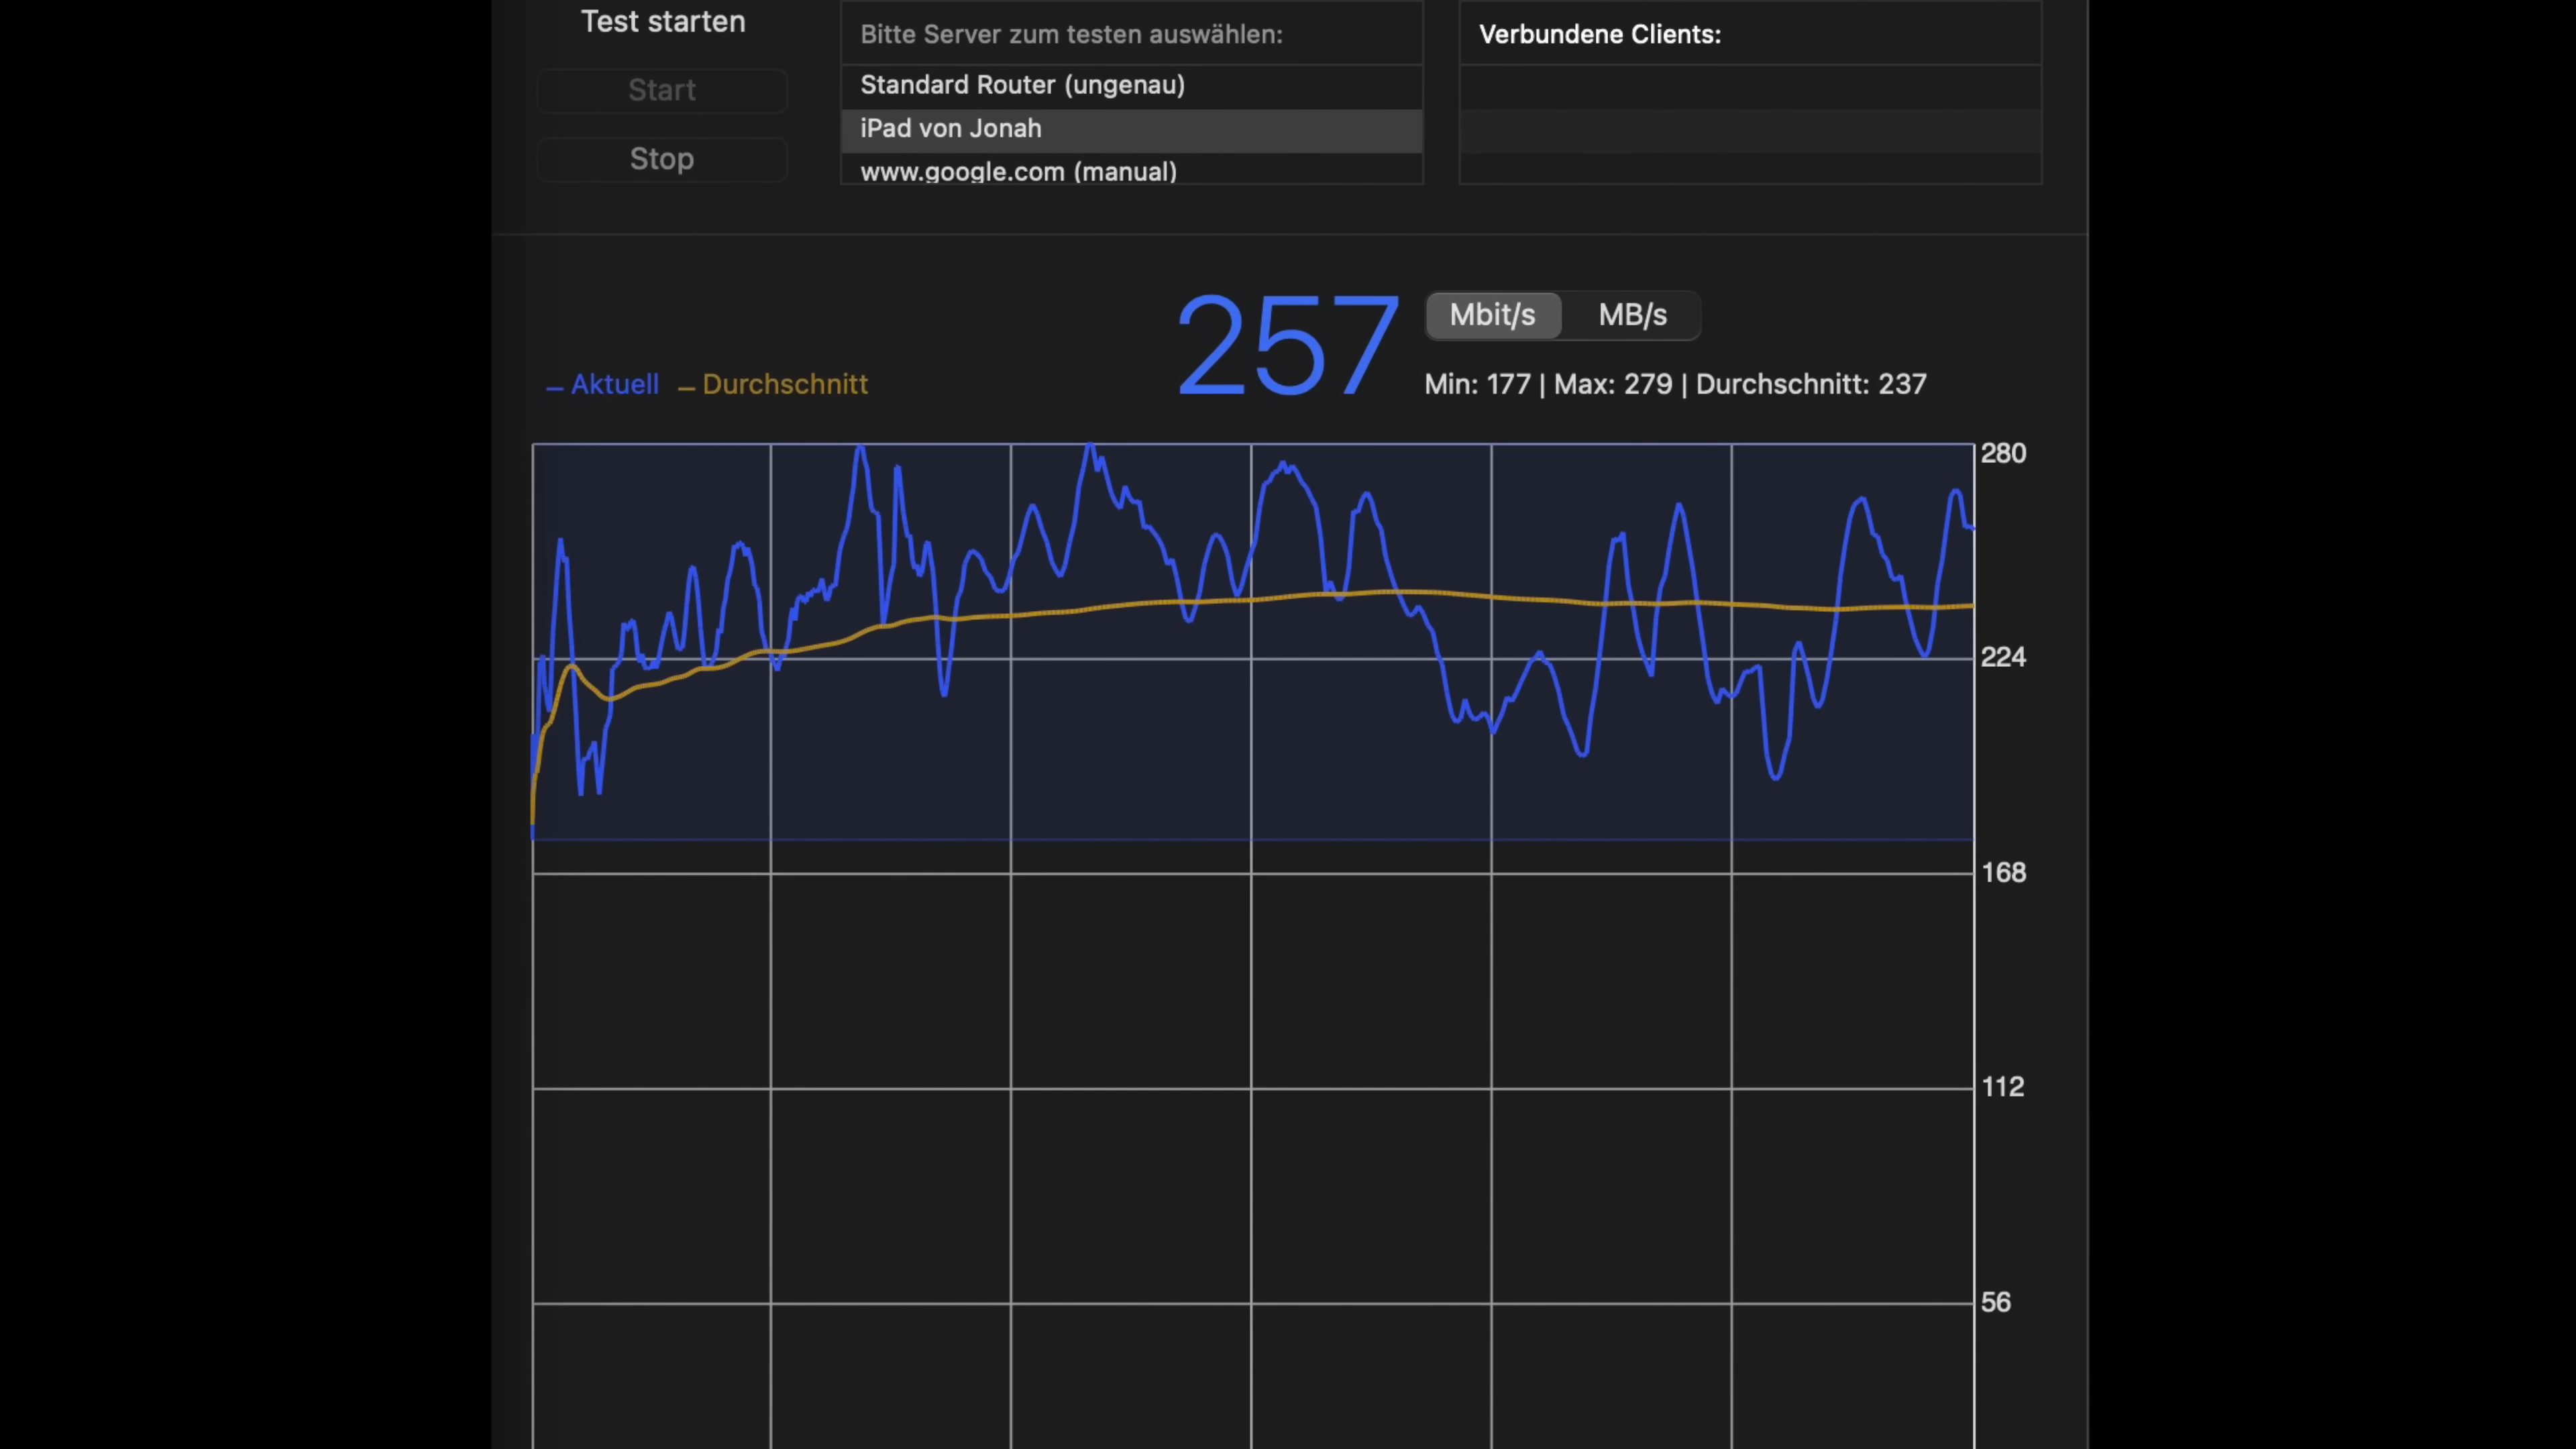 Test starten
Start
Stop
Bitte Server zum testen auswählen:
Standard Router (ungenau)
iPad von Jonah
www.google.com (manual)
Verbundene Clients:
257
Mbit/s MB/s
Min: 177 | Max: 279 | Durchschnitt: 237
Aktuell Durchschnitt
280
224
168
112
56